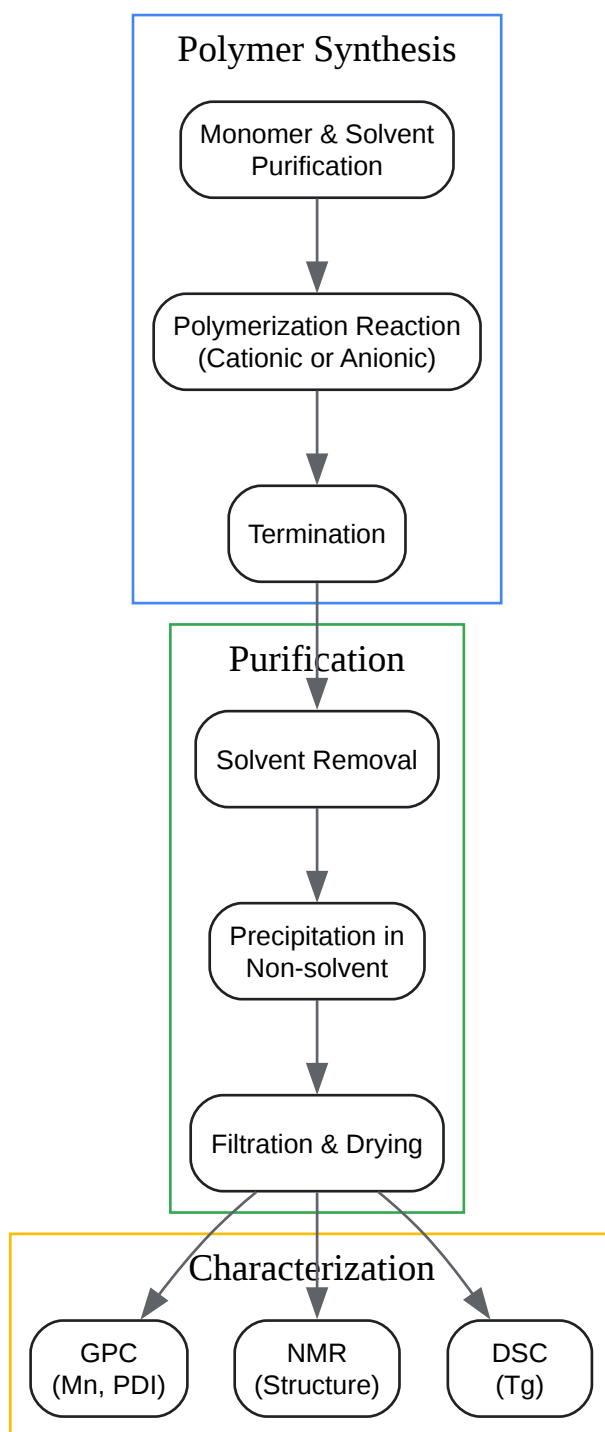 Polymer Synthesis
Monomer & Solvent
Purification
Polymerization Reaction
(Cationic or Anionic)
Termination
Purification
Solvent Removal
Precipitation in
Non-solvent
Filtration & Drying
Characterization
GPC
(Mn, PDI)
NMR
(Structure)
DSC
(Tg)